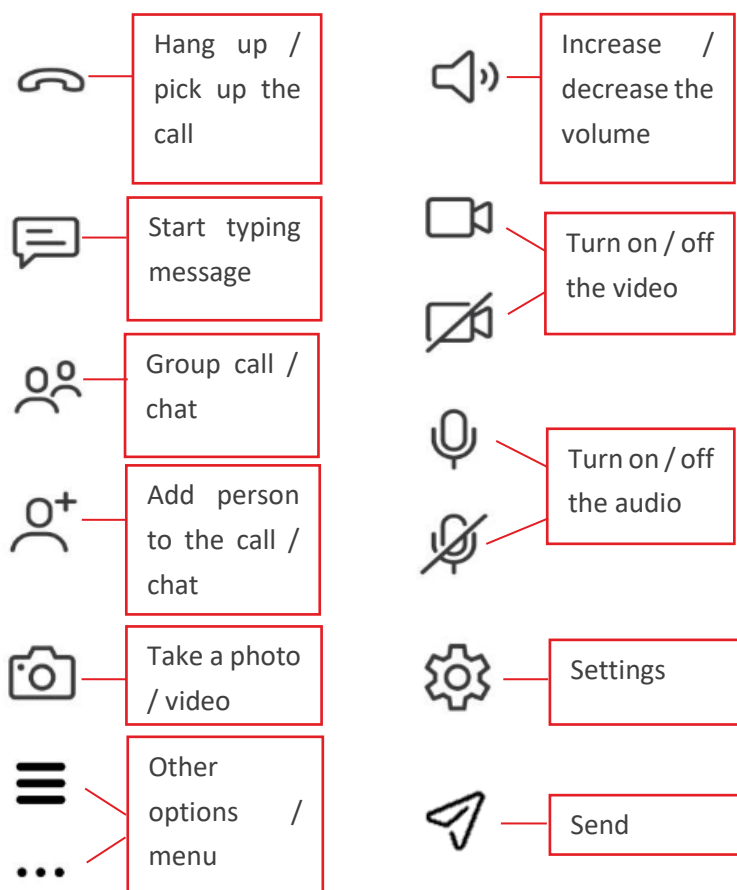 Hang up /
pick up the
call
Start typing
message
Group call /
chat
Add person
to the call /
chat
Take a photo
/ video
Other
options /
menu
Increase /
decrease the
volume
Turn on / off
the video
Turn on / off
the audio
Settings
Send